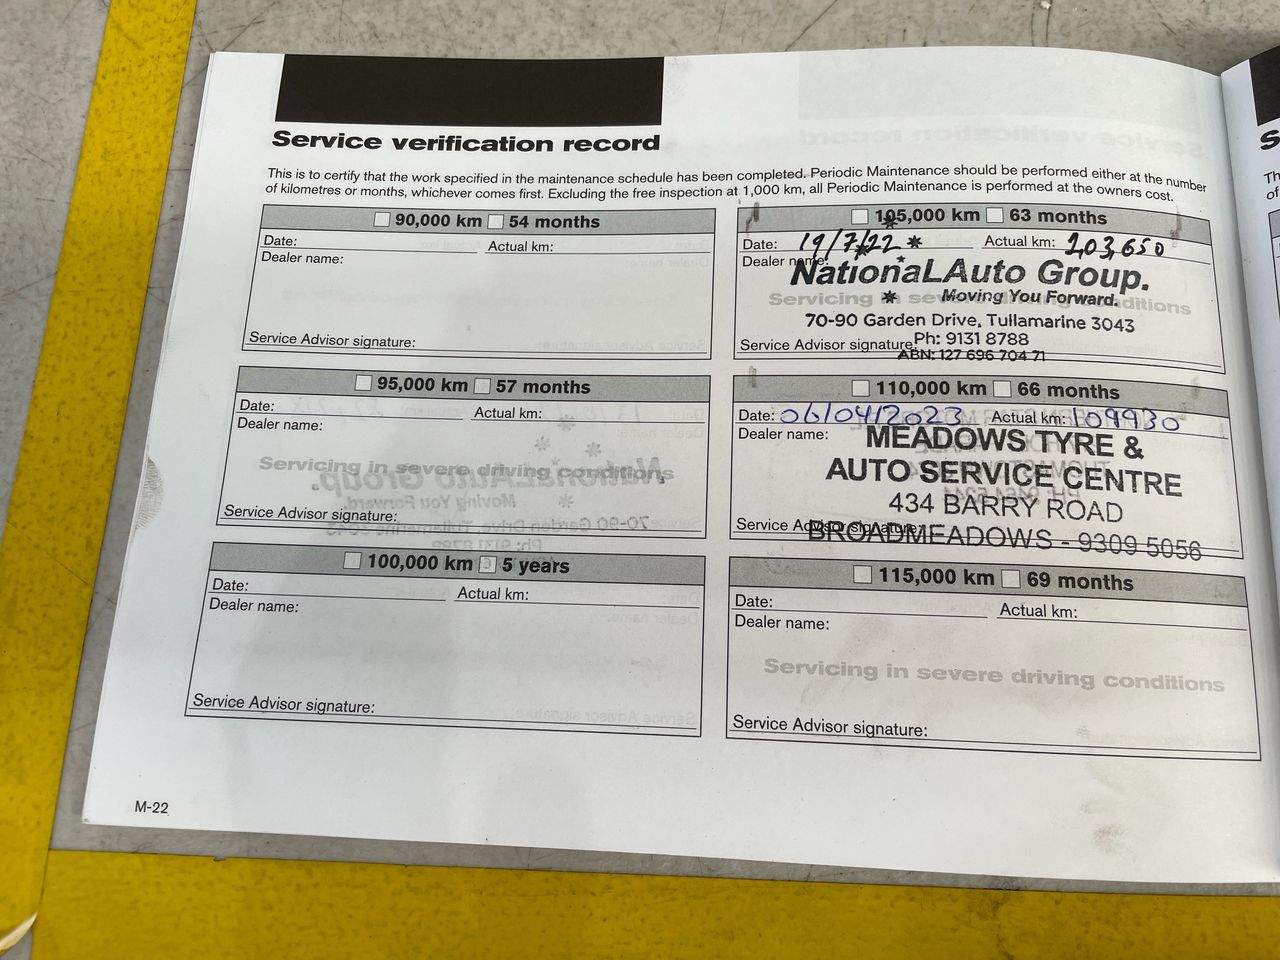 Service verification record
This is to certify that the work specified in the maintenance schedule has been completed. Periodic Maintenance should be performed either at the number
of kilometres or months, whichever comes first. Excluding the free inspection at 1,000 km, all Periodic Maintenance is performed at the owners cost.
90,000 km 54 months
Date: Actual km:
Dealer name:
Service Advisor signature:
95,000 km 57 months
Date: Actual km:
Dealer name:
Servicing in severe driving conditions
Service Advisor signature:
100,000 km 5 years
Date: Actual km:
Dealer name:
Service Advisor signature:
105,000 km 63 months
Date: 19/7/22 Actual km: 103,650
Dealer name:
National Auto Group.
Servicing in severe driving conditions
Moving You Forward.
70-90 Garden Drive, Tullamarine 3043
Service Advisor signature: Ph: 9131 8788
ABN: 127 696 704 71
110,000 km 66 months
Date: 06/04/2023 Actual km: 109930
Dealer name:
MEADOWS TYRE &
AUTO SERVICE CENTRE
434 BARRY ROAD
Service Advisor signature:
BROADMEADOWS - 9309 5056
115,000 km 69 months
Date: Actual km:
Dealer name:
Servicing in severe driving conditions
Service Advisor signature:
M-22